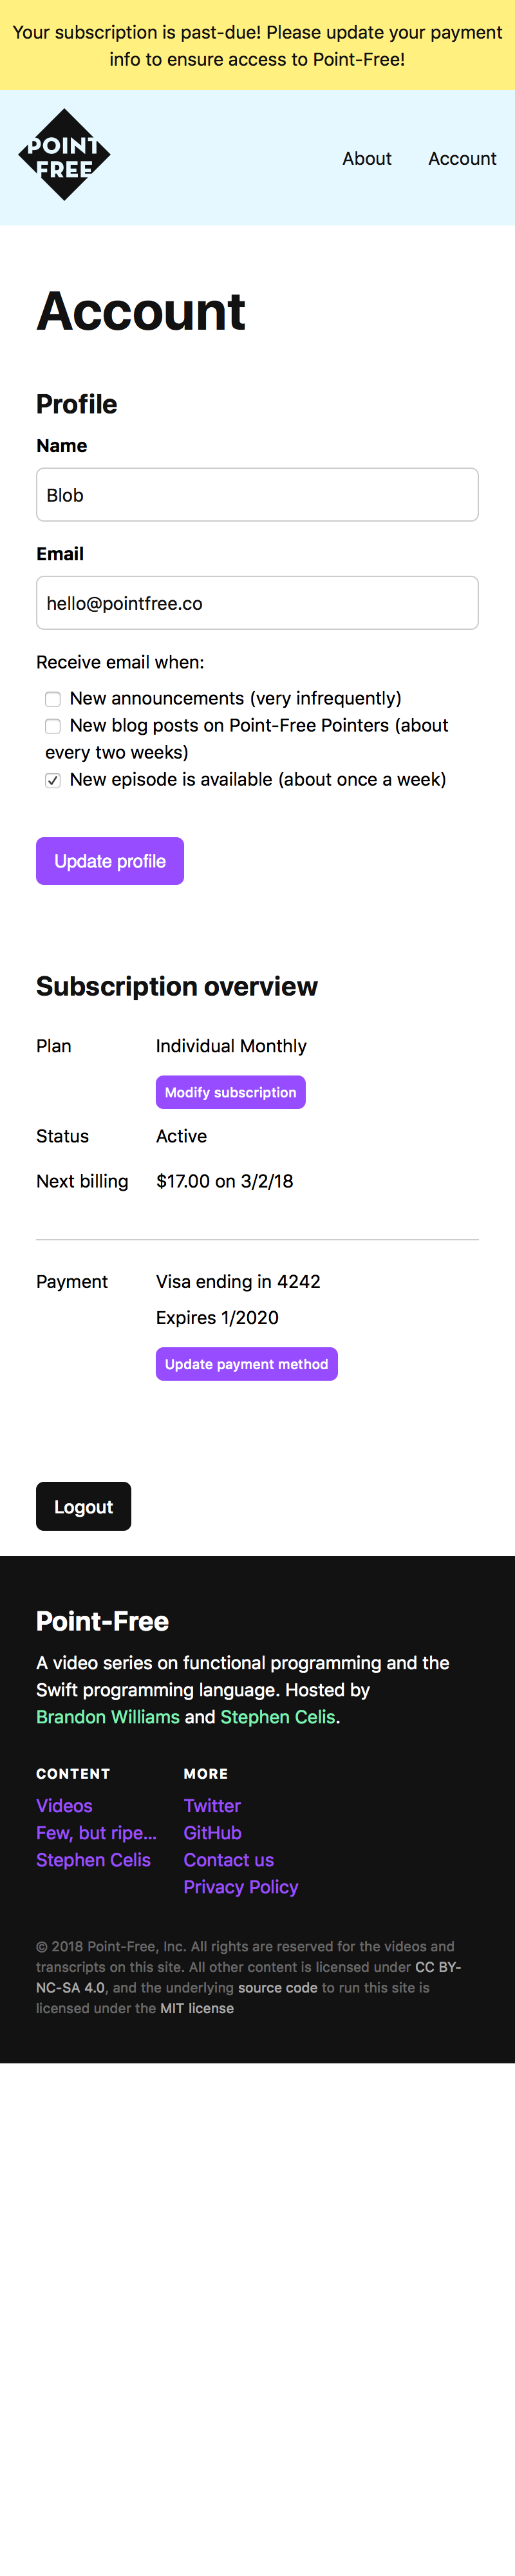 Your subscription is past-due! Please update your payment
info to ensure access to Point-Free!
POINT
FREE
About Account
Account
Profile
Name
Blob
Email
hello@pointfree.co
Receive email when:
New announcements (very infrequently)
New blog posts on Point-Free Pointers (about
every two weeks)
New episode is available (about once a week)
Update profile
Subscription overview
Plan Individual Monthly
Modify subscription
Status Active
Next billing $17.00 on 3/2/18
Payment Visa ending in 4242
Expires 1/2020
Update payment method
Logout
Point-Free
A video series on functional programming and the
Swift programming language. Hosted by
Brandon Williams and Stephen Celis.
CONTENT MORE
Videos Twitter
Few, but ripe... GitHub
Stephen Celis Contact us
Privacy Policy
© 2018 Point-Free, Inc. All rights are reserved for the videos and
transcripts on this site. All other content is licensed under CC BY-
NC-SA 4.0, and the underlying source code to run this site is
licensed under the MIT license